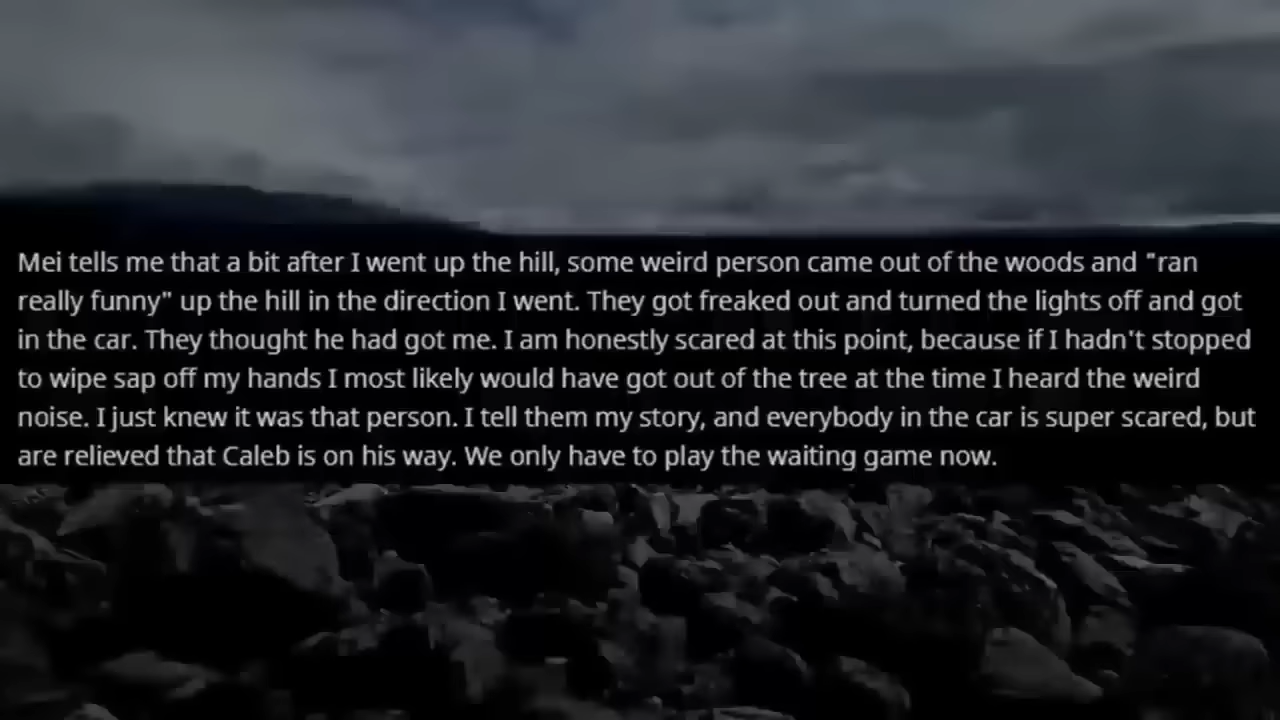 Mei tells me that a bit after I went up the hill, some weird person came out of the woods and "ran
really funny" up the hill in the direction I went. They got freaked out and turned the lights off and got
in the car. They thought he had got me. I am honestly scared at this point, because if I hadn't stopped
to wipe sap off my hands I most likely would have got out of the tree at the time I heard the weird
noise. I just knew it was that person. I tell them my story, and everybody in the car is super scared, but
are relieved that Caleb is on his way. We only have to play the waiting game now.